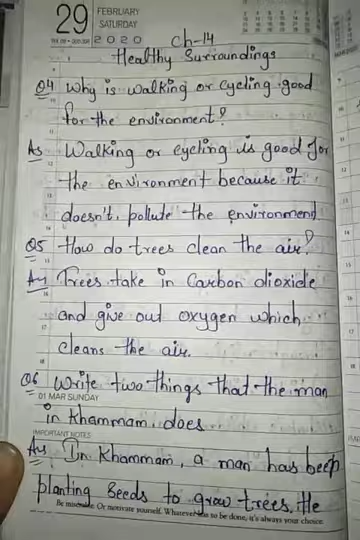 29 FEBRUARY
SATURDAY
2020 Ch-14
Healthy Surroundings
Q4 Why is walking or cycling good
for the environment?
As Walking or cycling is good for
the environment because it
doesn't pollute the environment
Q5 How do trees clean the air?
As Trees take in Carbon dioxide
and give out oxygen which
cleans the air.
Q6 Write two things that the man
01 MAR SUNDAY
in Khammam. does
IMPORTANT NOTES
As In Khammam, a man has been
planting Seeds to grow trees. He
Be miserable. Or motivate yourself. Whatever has to be done, it's always your choice.